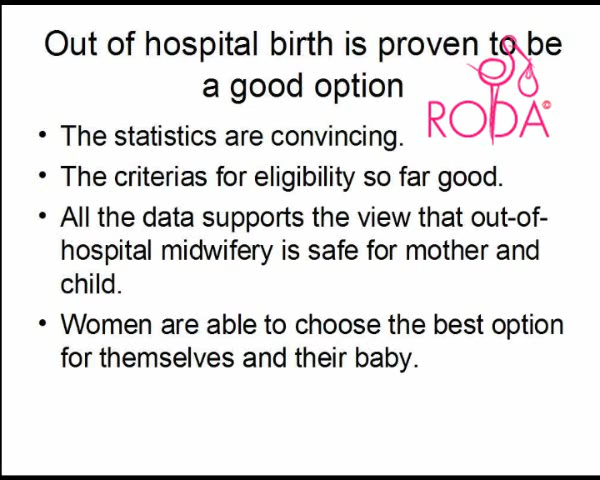 Out of hospital birth is proven to be
a good option
RODA©
• The statistics are convincing.
• The criterias for eligibility so far good.
• All the data supports the view that out-of-
hospital midwifery is safe for mother and
child.
• Women are able to choose the best option
for themselves and their baby.